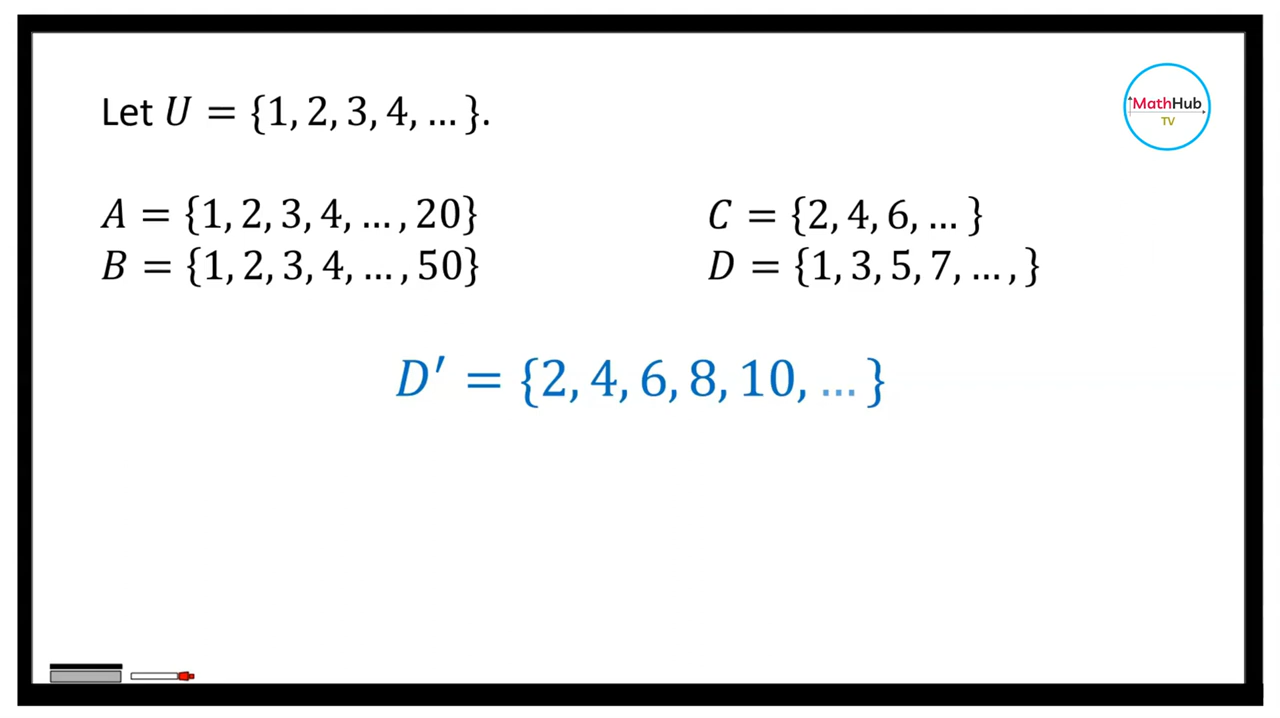 Let U = {1, 2, 3, 4, … }.
MathHub
TV
A = {1, 2, 3, 4, … , 20}
B = {1, 2, 3, 4, … , 50}
C = {2, 4, 6, … }
D = {1, 3, 5, 7, … , }
D′ = {2, 4, 6, 8, 10, … }